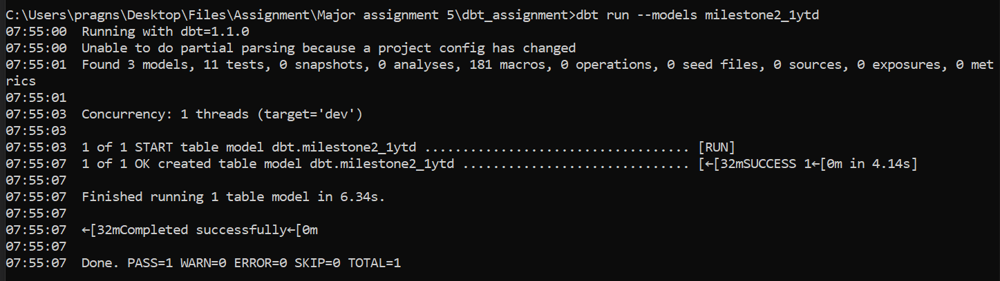 C:\Users\pragns\Desktop\Files\Assignment\Major assignment 5\dbt_assignment>dbt run --models milestone2_1ytd
07:55:00  Running with dbt=1.1.0
07:55:00  Unable to do partial parsing because a project config has changed
07:55:01  Found 3 models, 11 tests, 0 snapshots, 0 analyses, 181 macros, 0 operations, 0 seed files, 0 sources, 0 exposures, 0 met
rics
07:55:01
07:55:03  Concurrency: 1 threads (target='dev')
07:55:03
07:55:03  1 of 1 START table model dbt.milestone2_1ytd ................................... [RUN]
07:55:07  1 of 1 OK created table model dbt.milestone2_1ytd .............................. [←[32mSUCCESS 1←[0m in 4.14s]
07:55:07
07:55:07  Finished running 1 table model in 6.34s.
07:55:07
07:55:07  ←[32mCompleted successfully←[0m
07:55:07
07:55:07  Done. PASS=1 WARN=0 ERROR=0 SKIP=0 TOTAL=1